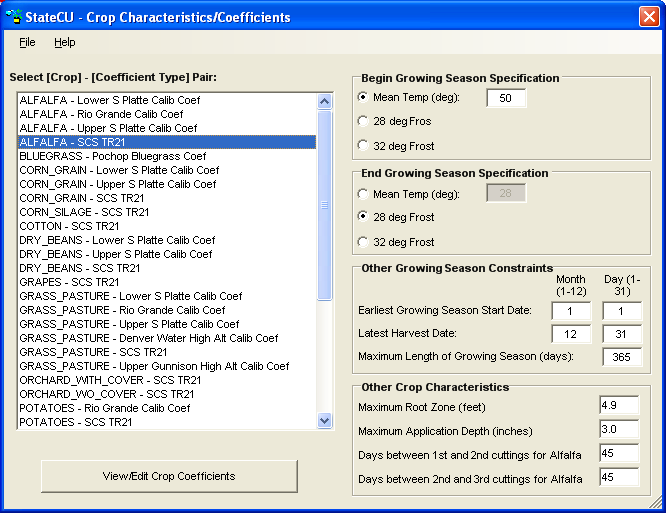 StateCU - Crop Characteristics/Coefficients
File Help
Select [Crop] - [Coefficient Type] Pair:
ALFALFA - Lower S Platte Calib Coef
ALFALFA - Rio Grande Calib Coef
ALFALFA - Upper S Platte Calib Coef
ALFALFA - SCS TR21
BLUEGRASS - Pochop Bluegrass Coef
CORN_GRAIN - Lower S Platte Calib Coef
CORN_GRAIN - Upper S Platte Calib Coef
CORN_GRAIN - SCS TR21
CORN_SILAGE - SCS TR21
COTTON - SCS TR21
DRY_BEANS - Lower S Platte Calib Coef
DRY_BEANS - Upper S Platte Calib Coef
DRY_BEANS - SCS TR21
GRAPES - SCS TR21
GRASS_PASTURE - Lower S Platte Calib Coef
GRASS_PASTURE - Rio Grande Calib Coef
GRASS_PASTURE - Upper S Platte Calib Coef
GRASS_PASTURE - Denver Water High Alt Calib Coef
GRASS_PASTURE - SCS TR21
GRASS_PASTURE - Upper Gunnison High Alt Calib Coef
ORCHARD_WITH_COVER - SCS TR21
ORCHARD_WO_COVER - SCS TR21
POTATOES - Rio Grande Calib Coef
POTATOES - SCS TR21
View/Edit Crop Coefficients
Begin Growing Season Specification
Mean Temp (deg): 50
28 deg Fros
32 deg Frost
End Growing Season Specification
Mean Temp (deg): 28
28 deg Frost
32 deg Frost
Other Growing Season Constraints
Month Day (1-
(1-12) 31)
Earliest Growing Season Start Date: 1 1
Latest Harvest Date: 12 31
Maximum Length of Growing Season (days): 365
Other Crop Characteristics
Maximum Root Zone (feet) 4.9
Maximum Application Depth (inches) 3.0
Days between 1st and 2nd cuttings for Alfalfa 45
Days between 2nd and 3rd cuttings for Alfalfa 45